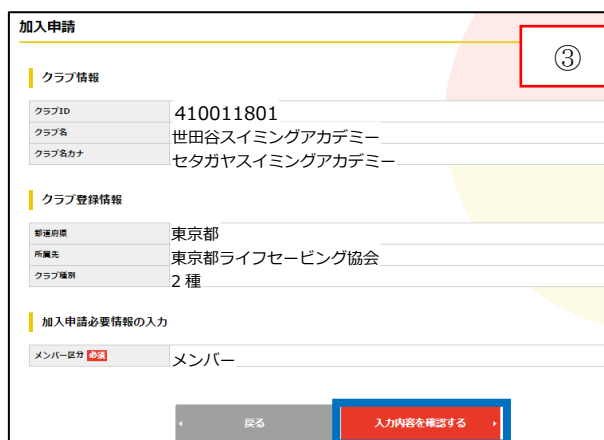 加入申請
③
クラブ情報
クラブID 410011801
クラブ名 世田谷スイミングアカデミー
クラブ名カナ セタガヤスイミングアカデミー
クラブ登録情報
都道府県 東京都
所属先 東京都ライフセービング協会
クラブ種別 2 種
加入申請必要情報の入力
メンバー区分 必須 メンバー
戻る 入力内容を確認する